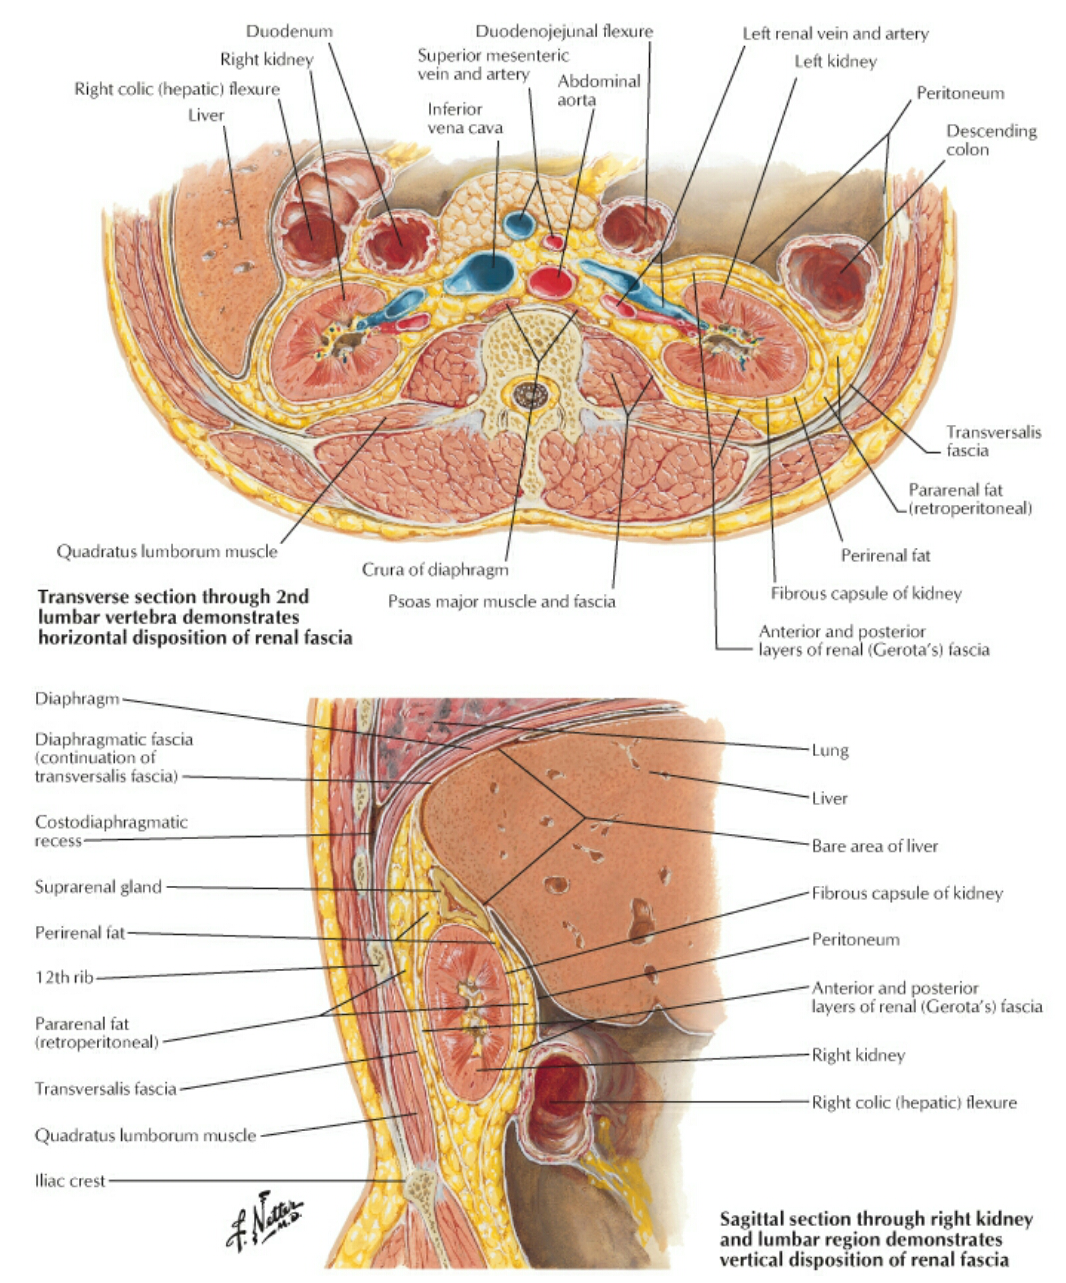 Duodenum
Right kidney
Right colic (hepatic) flexure
Liver
Duodenojejunal flexure
Superior mesenteric
vein and artery
Abdominal
aorta
Inferior
vena cava
Left renal vein and artery
Left kidney
Peritoneum
Descending
colon
Transversalis
fascia
Pararenal fat
(retroperitoneal)
Perirenal fat
Fibrous capsule of kidney
Anterior and posterior
layers of renal (Gerota's) fascia
Quadratus lumborum muscle
Crura of diaphragm
Psoas major muscle and fascia
Transverse section through 2nd
lumbar vertebra demonstrates
horizontal disposition of renal fascia
Diaphragm
Diaphragmatic fascia
(continuation of
transversalis fascia)
Costodiaphragmatic
recess
Suprarenal gland
Perirenal fat
12th rib
Pararenal fat
(retroperitoneal)
Transversalis fascia
Quadratus lumborum muscle
Iliac crest
Lung
Liver
Bare area of liver
Fibrous capsule of kidney
Peritoneum
Anterior and posterior
layers of renal (Gerota's) fascia
Right kidney
Right colic (hepatic) flexure
F. Netter
M.D.
Sagittal section through right kidney
and lumbar region demonstrates
vertical disposition of renal fascia